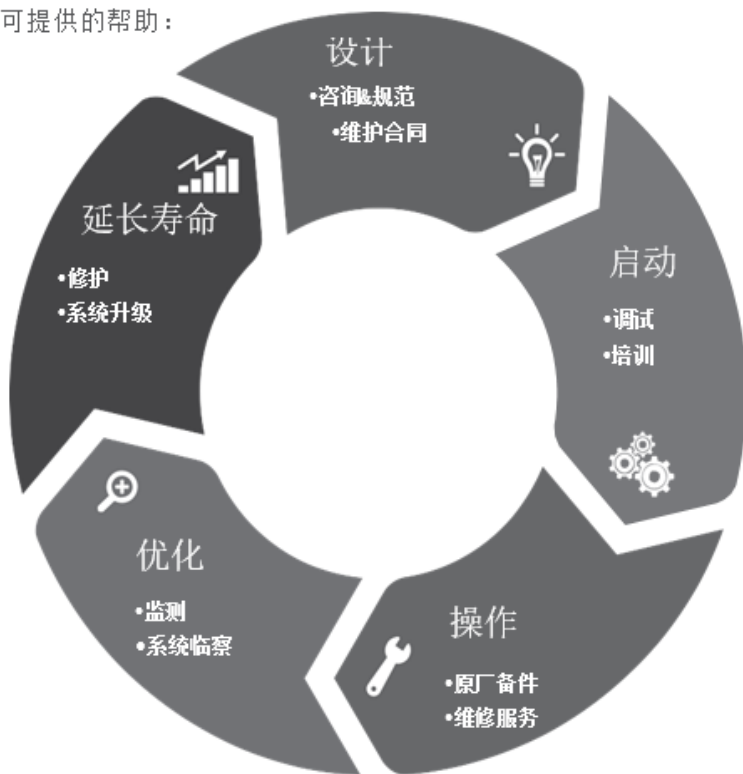 可提供的帮助：
设计
•咨询&规范
•维护合同
启动
•调试
•培训
操作
•原厂备件
•维修服务
优化
•监测
•系统临察
延长寿命
•修护
•系统升级